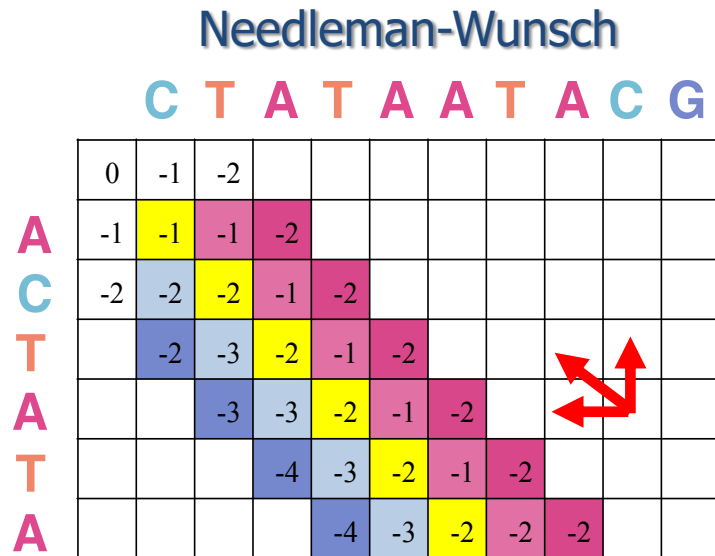 Needleman-Wunsch
C T A T A A T A C G
0 -1 -2
A -1 -1 -1 -2
C -2 -2 -2 -1 -2
T -2 -3 -2 -1 -2
A -3 -3 -2 -1 -2
T -4 -3 -2 -1 -2
A -4 -3 -2 -2 -2